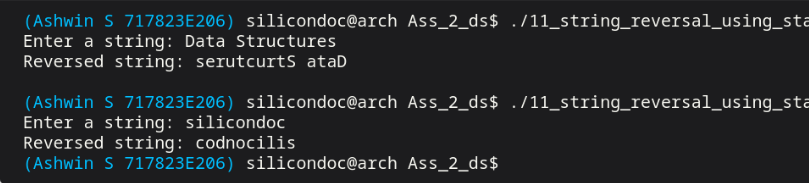 (Ashwin S 717823E206) silicondoc@arch Ass_2_ds$ ./11_string_reversal_using_sta
Enter a string: Data Structures
Reversed string: serutcurtS ataD
(Ashwin S 717823E206) silicondoc@arch Ass_2_ds$ ./11_string_reversal_using_sta
Enter a string: silicondoc
Reversed string: codnocilis
(Ashwin S 717823E206) silicondoc@arch Ass_2_ds$